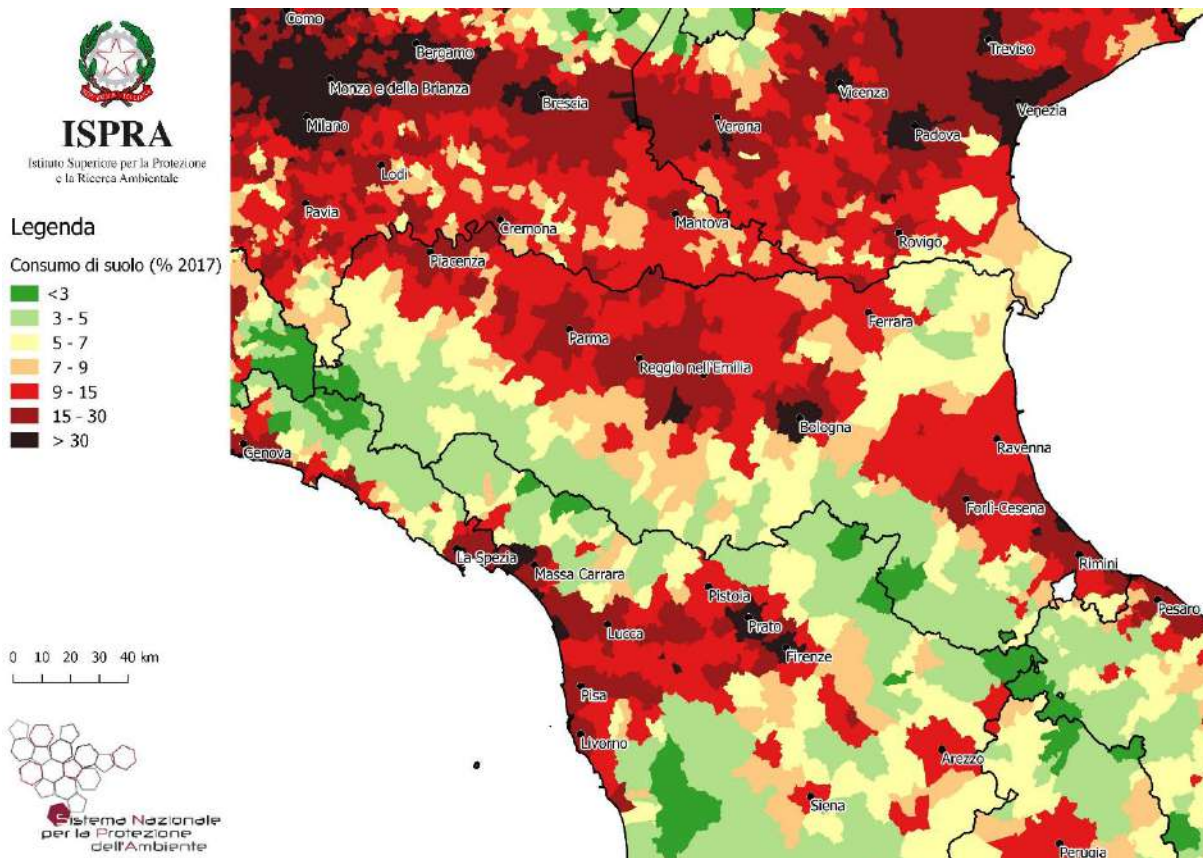 ISPRA
Istituto Superiore per la Protezione
e la Ricerca Ambientale
Legenda
Consumo di suolo (% 2017)
<3
3 - 5
5 - 7
7 - 9
9 - 15
15 - 30
> 30
0 10 20 30 40 km
Sistema Nazionale
per la Protezione
dell'Ambiente
Como
Bergamo
Treviso
Monza e della Brianza
Brescia
Vicenza
Venezia
Milano
Verona
Padova
Lodi
Pavia
Cremona
Mantova
Rovigo
Piacenza
Parma
Ferrara
Reggio nell'Emilia
Bologna
Genova
Ravenna
Forlì-Cesena
La Spezia
Massa Carrara
Rimini
Pistoia
Pesaro
Prato
Lucca
Firenze
Pisa
Livorno
Arezzo
Siena
Perugia